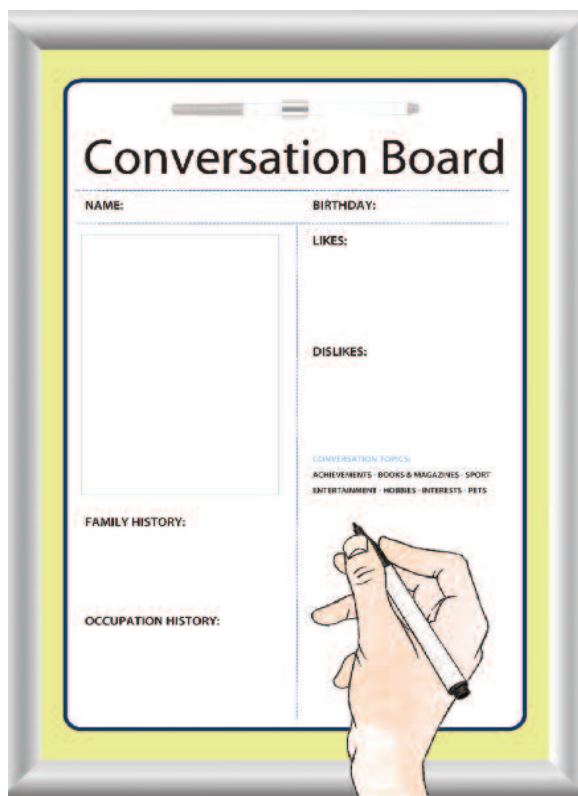 Conversation Board
NAME:
BIRTHDAY:
LIKES:
DISLIKES:
CONVERSATION TOPICS:
ACHIEVEMENTS · BOOKS & MAGAZINES · SPORT
ENTERTAINMENT · HOBBIES · INTERESTS · PETS
FAMILY HISTORY:
OCCUPATION HISTORY: